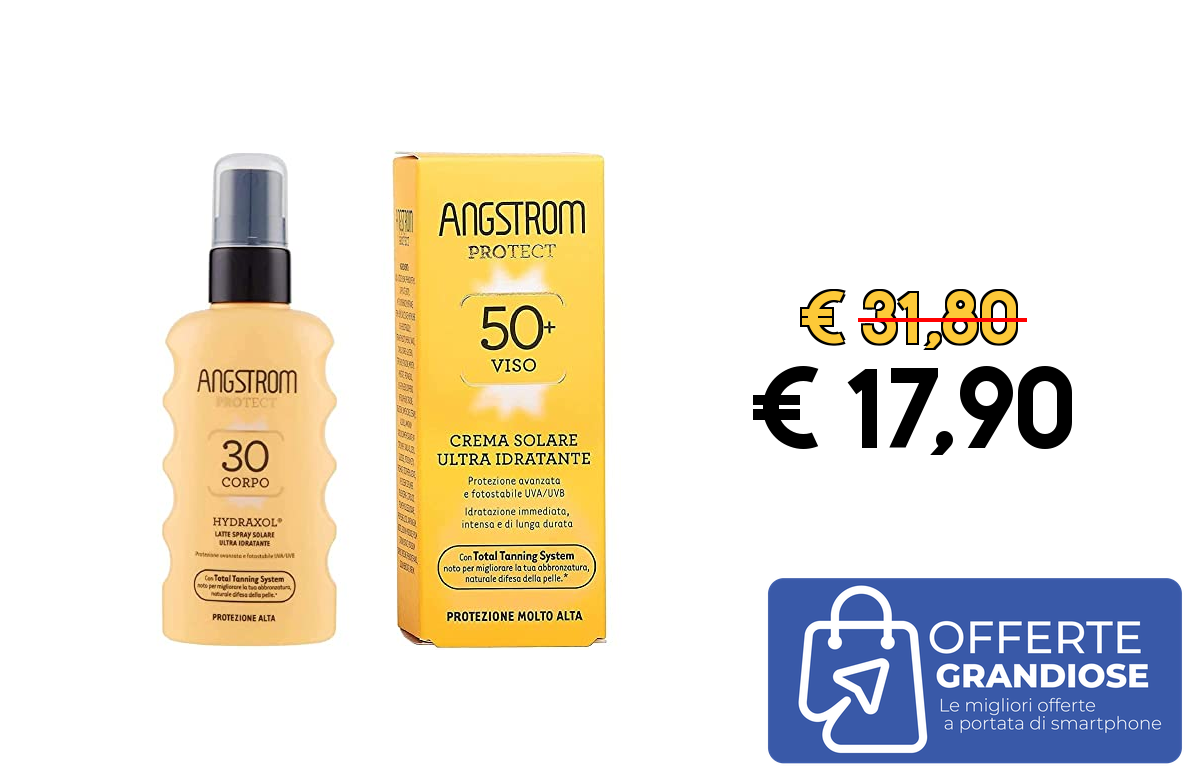 ANGSTROM
PROTECT
30
CORPO
HYDRAXOL®
LATTE SPRAY SOLARE
ULTRA IDRATANTE
Protezione avanzata e fotostabile UVA/UVB
Con Total Tanning System
noto per migliorare la tua abbronzatura,
naturale difesa della pelle.*
PROTEZIONE ALTA
ANGSTROM
PROTECT
50+
VISO
CREMA SOLARE
ULTRA IDRATANTE
Protezione avanzata
e fotostabile UVA/UVB
Idratazione immediata,
intensa e di lunga durata
Con Total Tanning System
noto per migliorare la tua abbronzatura,
naturale difesa della pelle.*
PROTEZIONE MOLTO ALTA
€ 31,80
€ 17,90
OFFERTE
GRANDIOSE
Le migliori offerte
a portata di smartphone